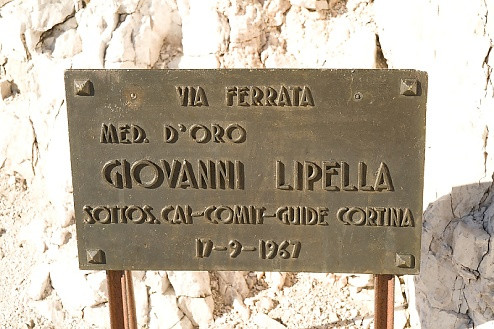 VIA FERRATA
MED. D'ORO
GIOVANNI LIPELLA
SOTTOS. CAI-COMIT-GUIDE CORTINA
17-9-1967